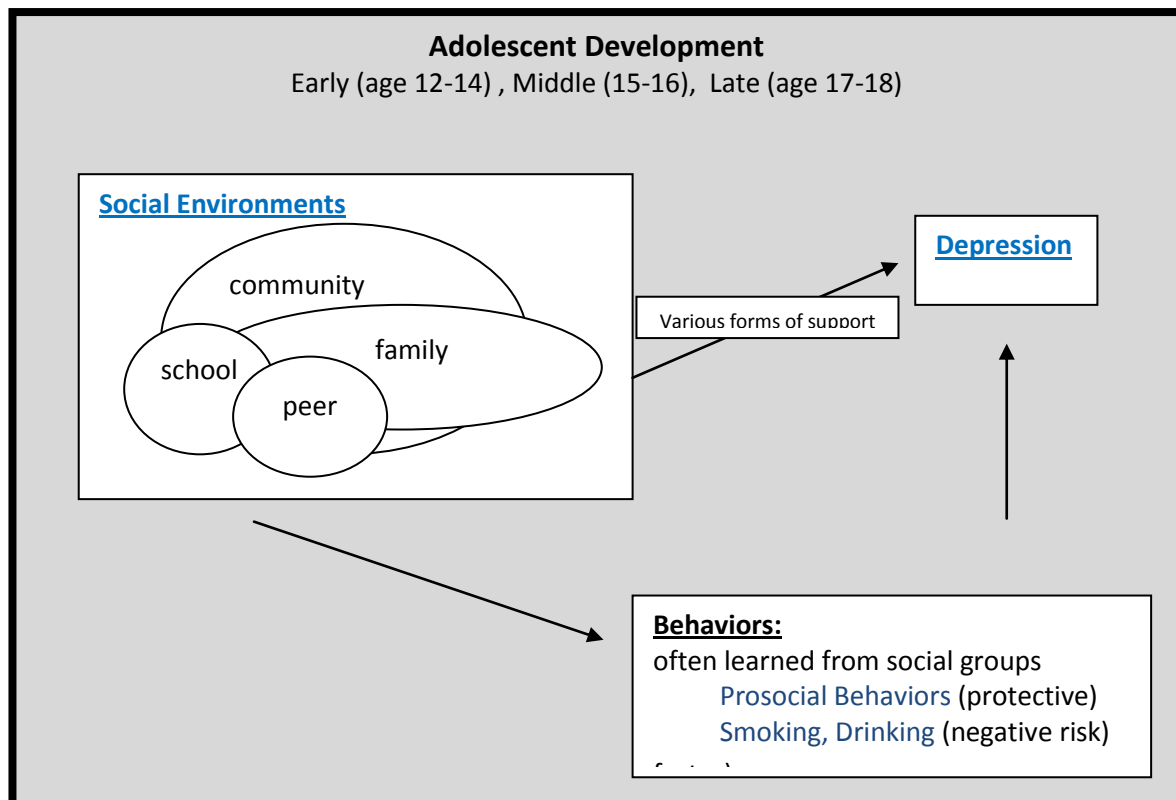 Adolescent Development
Early (age 12-14) , Middle (15-16), Late (age 17-18)
Social Environments
community
school
family
peer
Various forms of support
Depression
Behaviors:
often learned from social groups
Prosocial Behaviors (protective)
Smoking, Drinking (negative risk)